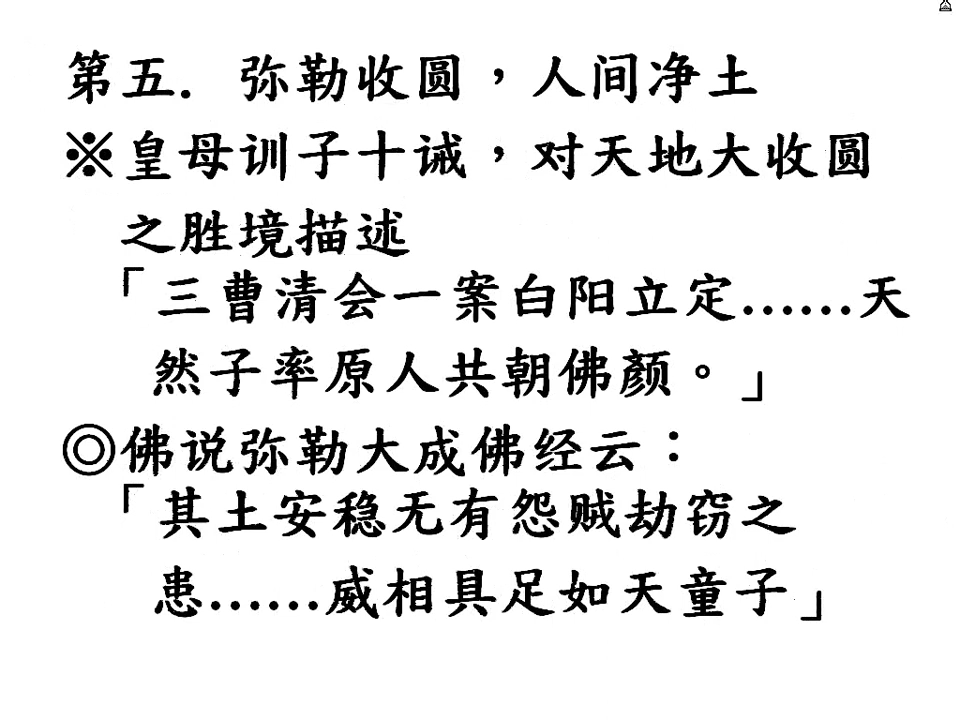 第五. 弥勒收圆，人间净土
※皇母训子十诫，对天地大收圆
之胜境描述
「三曹清会一案白阳立定......天
然子率原人共朝佛颜。」
◎佛说弥勒大成佛经云：
「其土安稳无有怨贼劫窃之
患......威相具足如天童子」